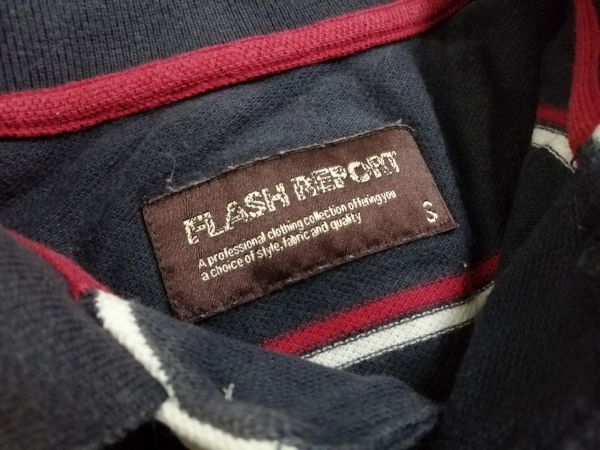 FLASH REPORT
A professional clothing collection offering you
a choice of style, fabric and quality
S